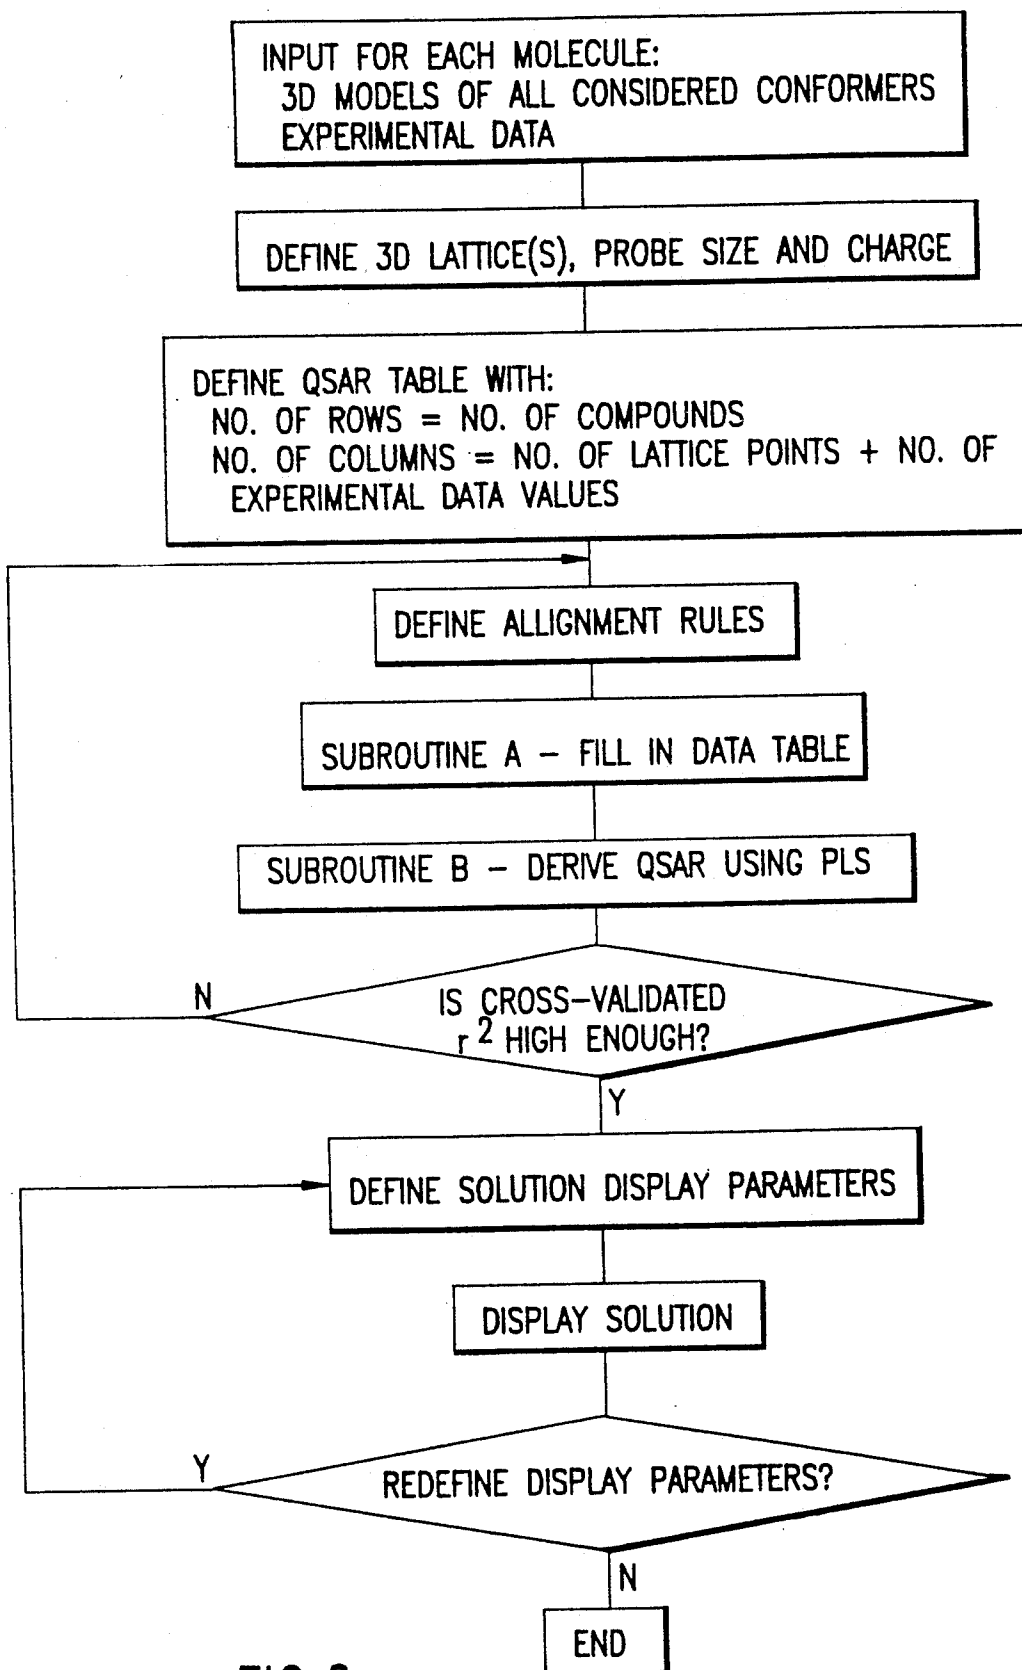 INPUT FOR EACH MOLECULE:
3D MODELS OF ALL CONSIDERED CONFORMERS
EXPERIMENTAL DATA
DEFINE 3D LATTICE(S), PROBE SIZE AND CHARGE
DEFINE QSAR TABLE WITH:
NO. OF ROWS = NO. OF COMPOUNDS
NO. OF COLUMNS = NO. OF LATTICE POINTS + NO. OF
EXPERIMENTAL DATA VALUES
DEFINE ALLIGNMENT RULES
SUBROUTINE A – FILL IN DATA TABLE
SUBROUTINE B – DERIVE QSAR USING PLS
N
IS CROSS-VALIDATED
r 2 HIGH ENOUGH?
Y
DEFINE SOLUTION DISPLAY PARAMETERS
DISPLAY SOLUTION
Y
REDEFINE DISPLAY PARAMETERS?
N
END